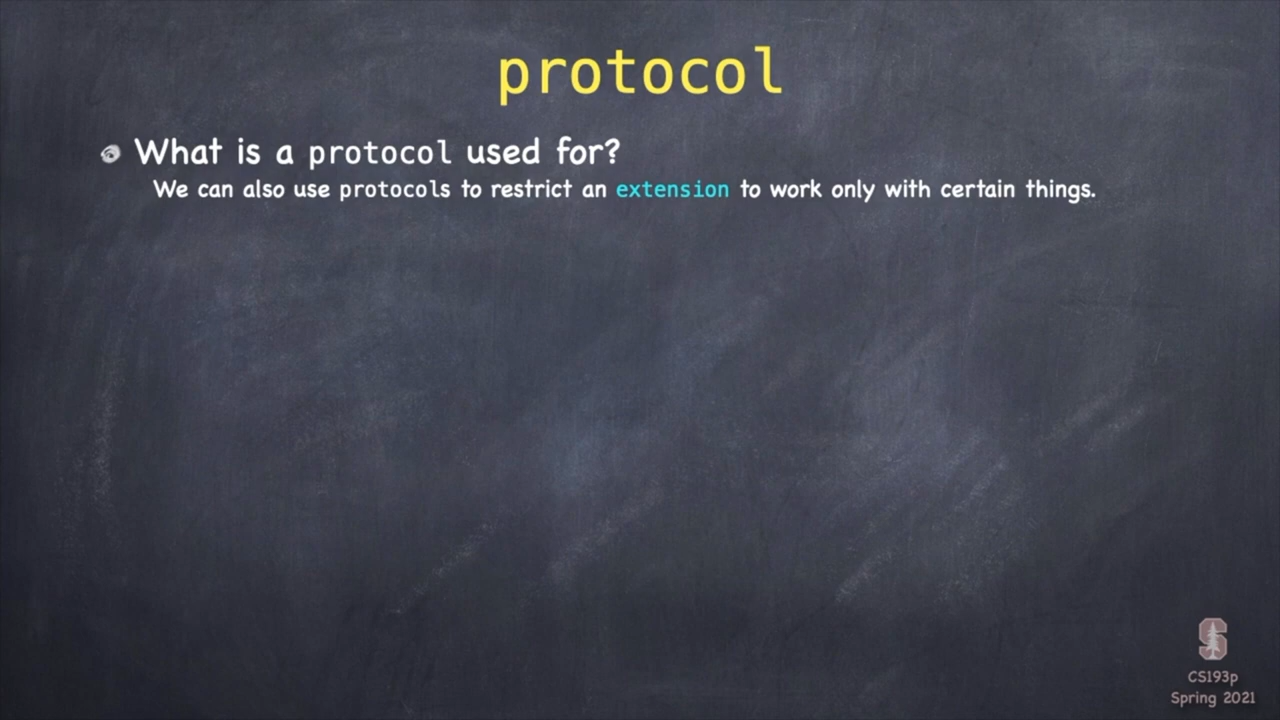 protocol
What is a protocol used for?
We can also use protocols to restrict an extension to work only with certain things.
S
CS193p
Spring 2021